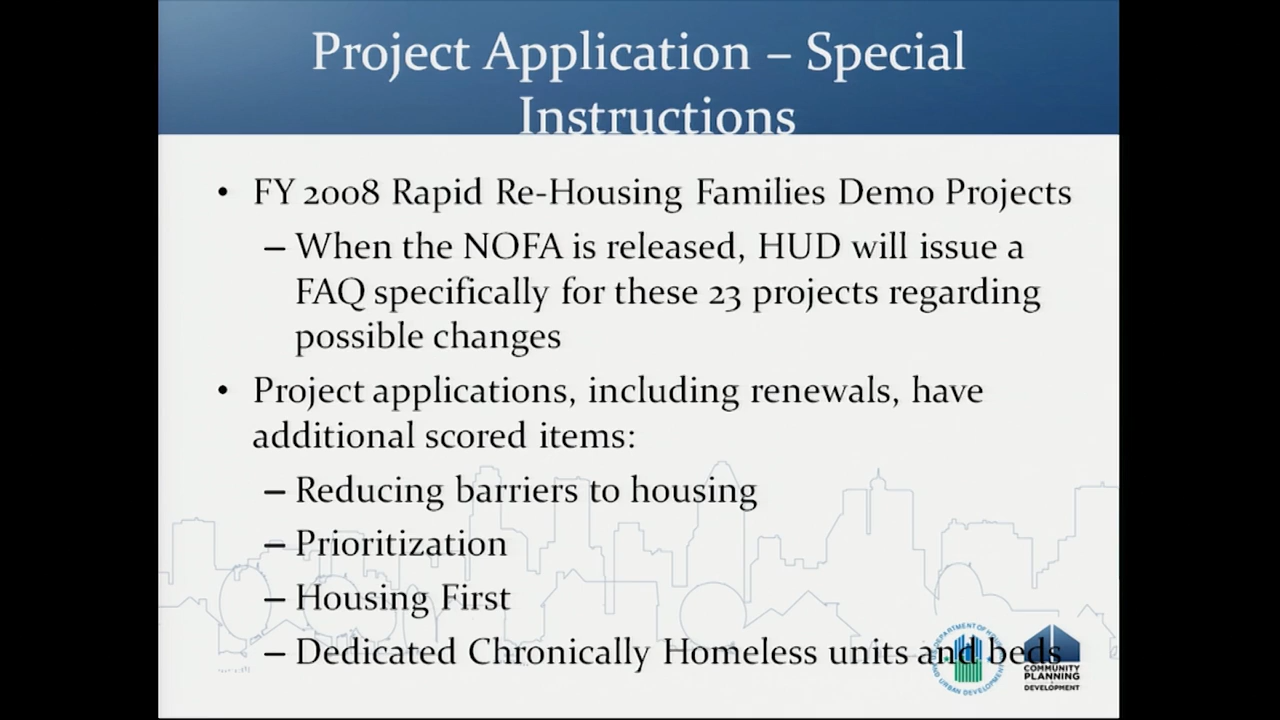 Project Application – Special
Instructions
• FY 2008 Rapid Re-Housing Families Demo Projects
– When the NOFA is released, HUD will issue a
FAQ specifically for these 23 projects regarding
possible changes
• Project applications, including renewals, have
additional scored items:
– Reducing barriers to housing
– Prioritization
– Housing First
– Dedicated Chronically Homeless units and beds
COMMUNITY
PLANNING
DEVELOPMENT